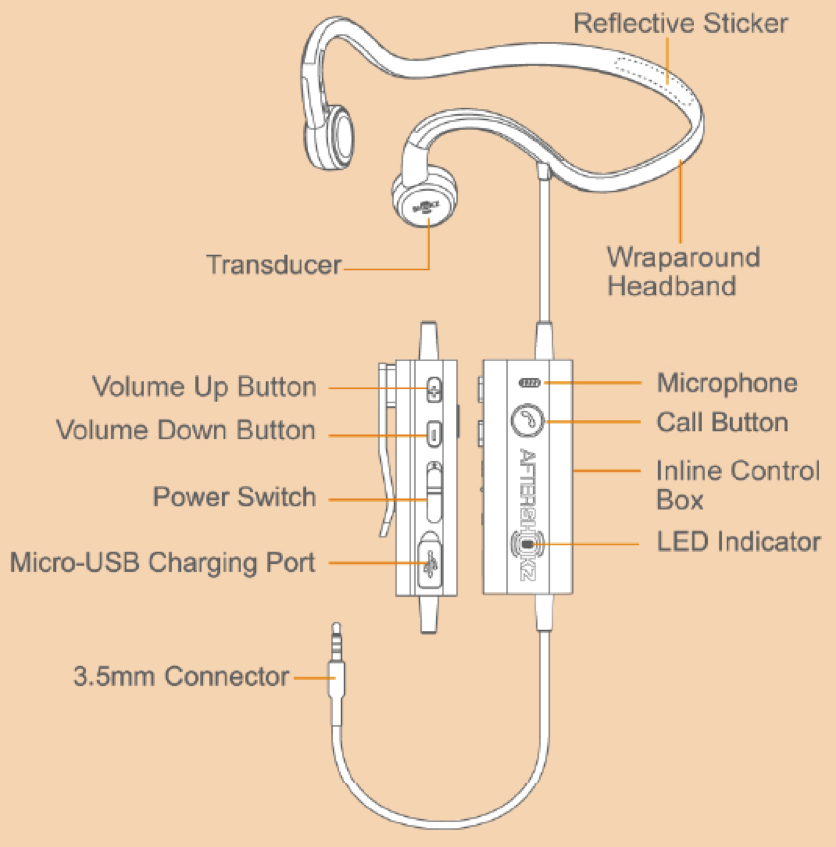 Reflective Sticker
Transducer
Wraparound
Headband
Volume Up Button
Volume Down Button
Power Switch
Micro-USB Charging Port
Microphone
Call Button
Inline Control
Box
LED Indicator
AFTERSHOKZ
3.5mm Connector